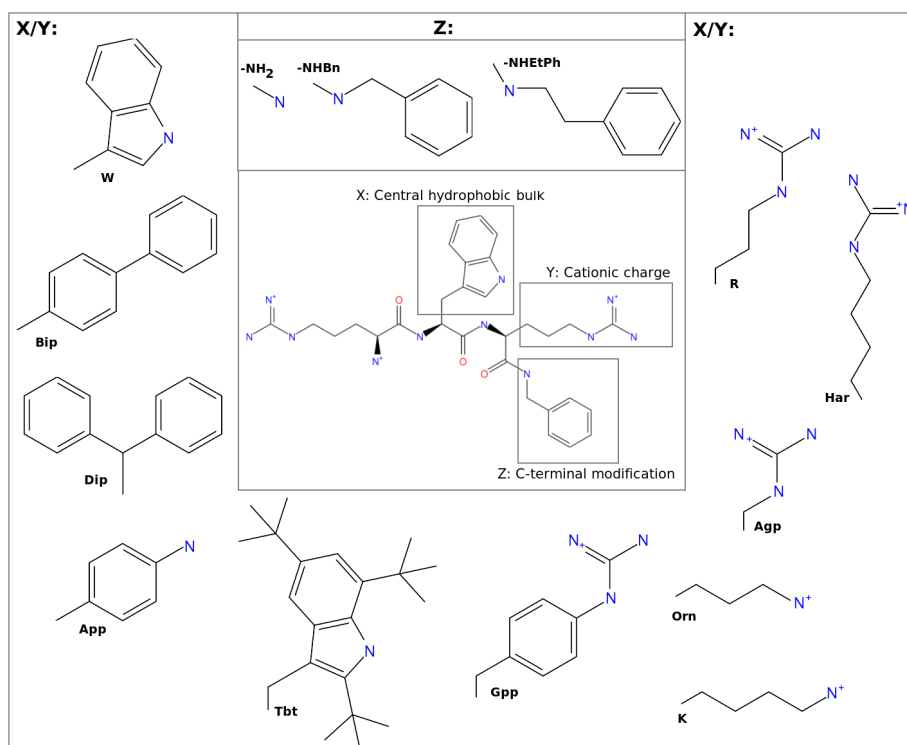 X/Y:
Z:
X/Y:
-NH2
-NHBn
-NHEtPh
N
N
N
N
W
N+
N
N
R
N
N+
N
Har
X: Central hydrophobic bulk
N
Y: Cationic charge
N+
N
N
O
N+
N
O
N
N+
N
N
O
N
Z: C-terminal modification
Bip
Dip
N+
N
N
Agp
N
App
N
Tbt
N+
N
N
Gpp
Orn
N+
K
N+